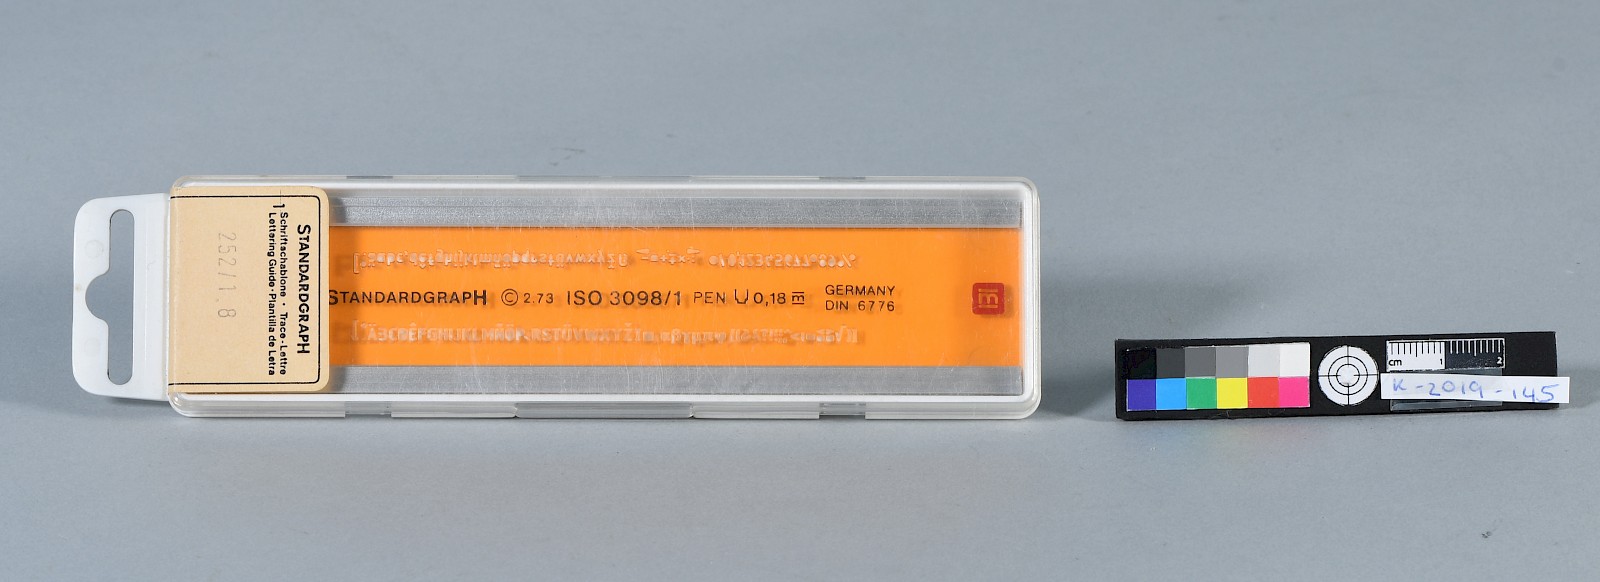 STANDARDGRAPH
1 Schriftschablone · Trace-Lettre
Lettering Guide · Plantilla de Letra
252/1.8
STANDARDGRAPH © 2.73 ISO 3098/1 PEN 0,18
GERMANY
DIN 6776
cm 1 2
K-2019-145